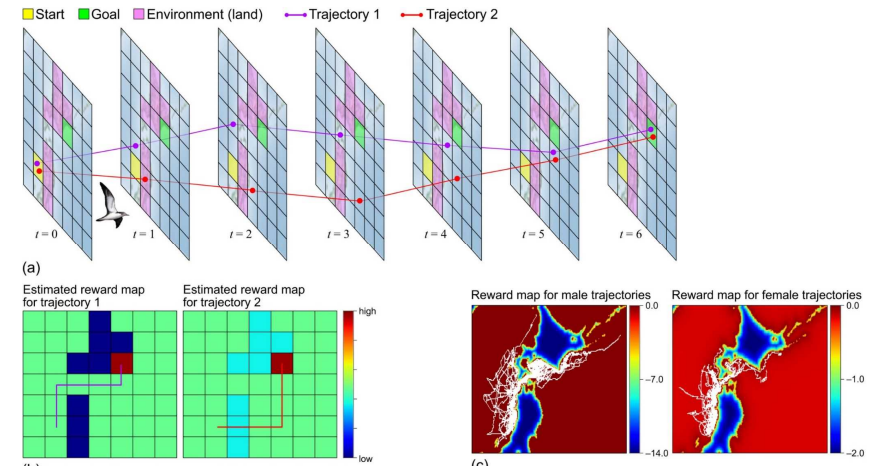 Start Goal Environment (land) Trajectory 1 Trajectory 2
t = 0 t = 1 t = 2 t = 3 t = 4 t = 5 t = 6
(a)
Estimated reward map
for trajectory 1
Estimated reward map
for trajectory 2
high
low
(b)
Reward map for male trajectories
0.0
-7.0
-14.0
Reward map for female trajectories
0.0
-1.0
-2.0
(c)